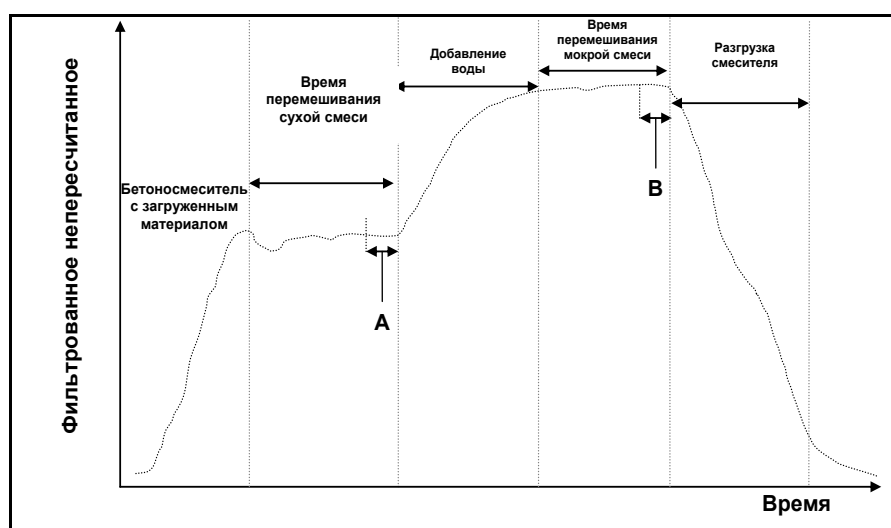 Фильтрованное непересчитанное
Бетоносмеситель
с загруженным
материалом
Время
перемешивания
сухой смеси
A
Добавление
воды
Время
перемешивания
мокрой смеси
B
Разгрузка
смесителя
Время